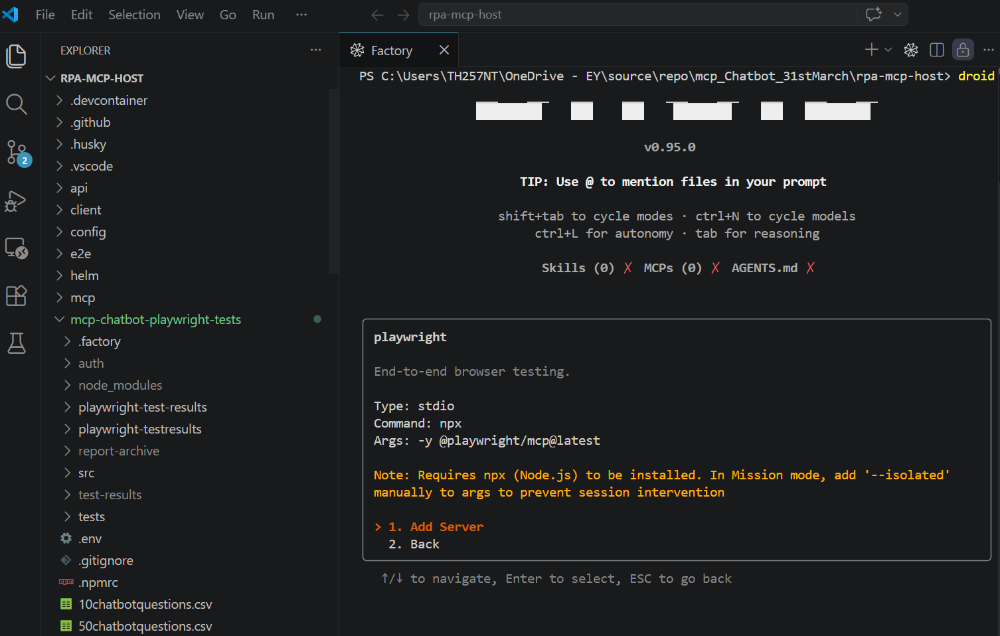 File Edit Selection View Go Run ···
rpa-mcp-host
EXPLORER
RPA-MCP-HOST
.devcontainer
.github
.husky
.vscode
api
client
config
e2e
helm
mcp
mcp-chatbot-playwright-tests
.factory
auth
node_modules
playwright-test-results
playwright-testresults
report-archive
src
test-results
tests
.env
.gitignore
.npmrc
10chatbotquestions.csv
50chatbotquestions.csv
2
Factory
PS C:\Users\TH257NT\OneDrive - EY\source\repo\mcp_Chatbot_31stMarch\rpa-mcp-host> droid
v0.95.0
TIP: Use @ to mention files in your prompt
shift+tab to cycle modes · ctrl+N to cycle models
ctrl+L for autonomy · tab for reasoning
Skills (0) ✗ MCPs (0) ✗ AGENTS.md ✗
playwright
End-to-end browser testing.
Type: stdio
Command: npx
Args: -y @playwright/mcp@latest
Note: Requires npx (Node.js) to be installed. In Mission mode, add '--isolated'
manually to args to prevent session intervention
> 1. Add Server
2. Back
↑/↓ to navigate, Enter to select, ESC to go back